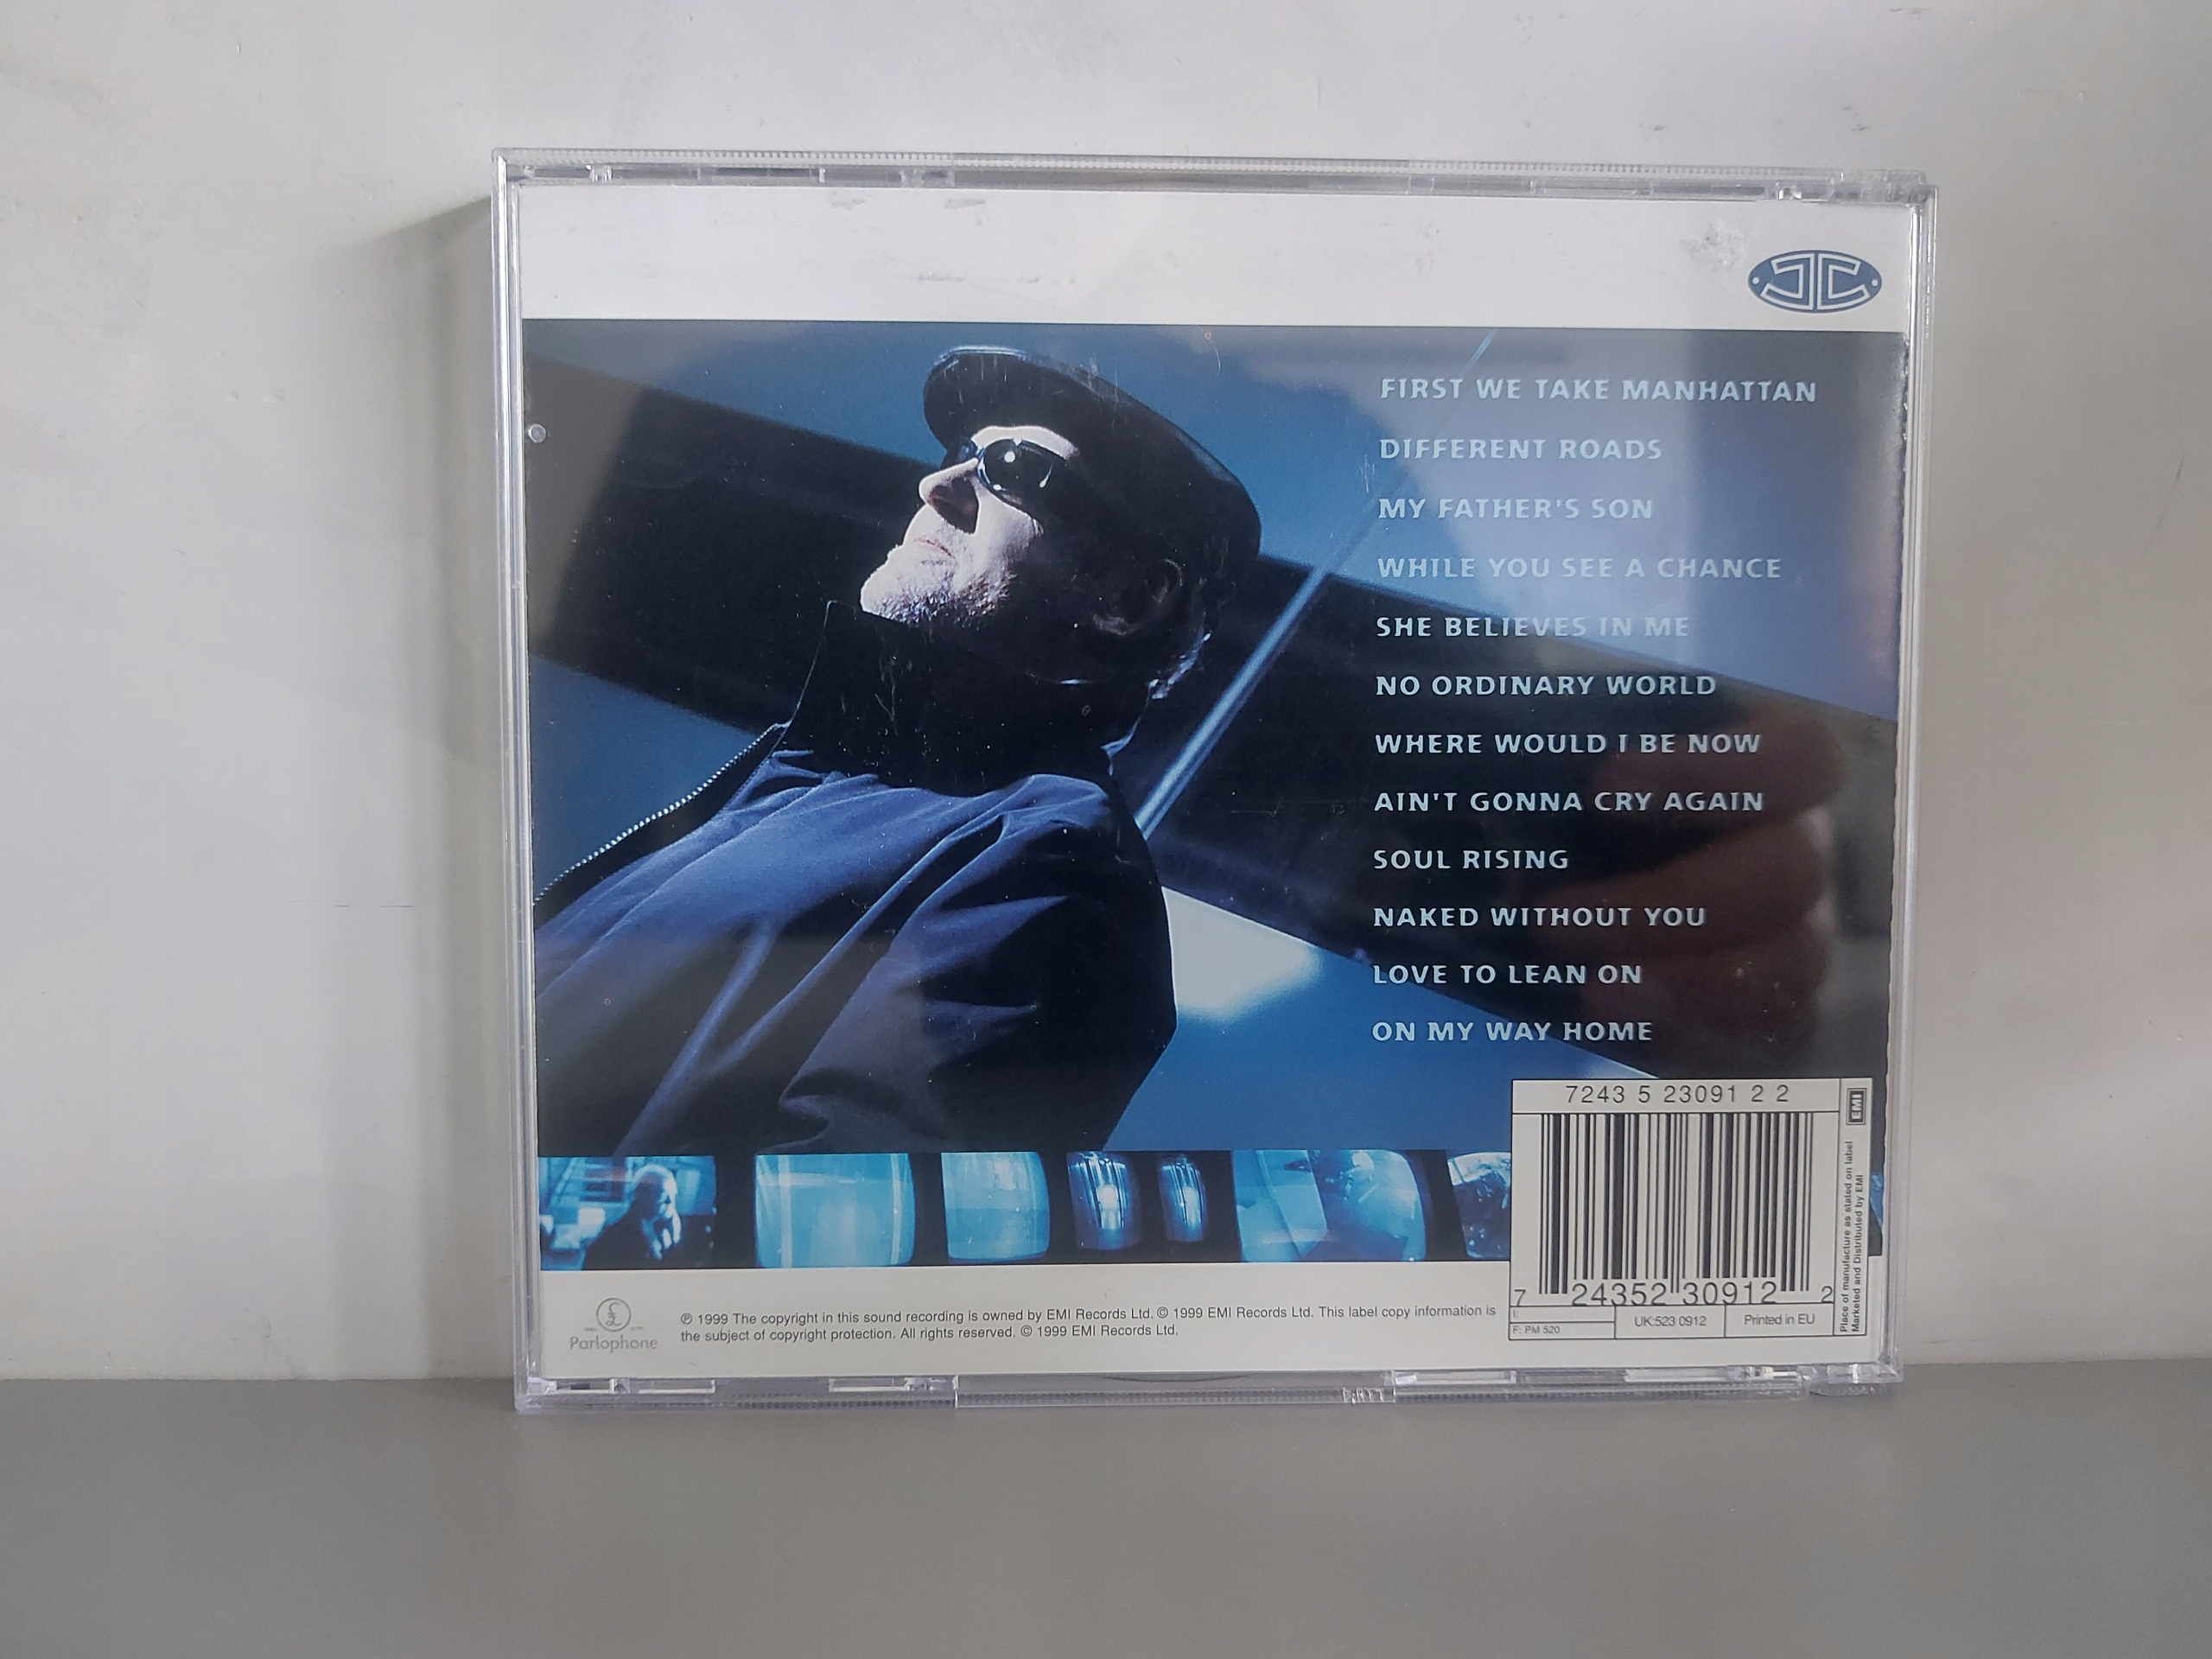 JC
FIRST WE TAKE MANHATTAN
DIFFERENT ROADS
MY FATHER'S SON
WHILE YOU SEE A CHANCE
SHE BELIEVES IN ME
NO ORDINARY WORLD
WHERE WOULD I BE NOW
AIN'T GONNA CRY AGAIN
SOUL RISING
NAKED WITHOUT YOU
LOVE TO LEAN ON
ON MY WAY HOME
7243 5 23091 2 2
7 24352 30912 2
I:
F: PM 520
UK:523 0912
Printed in EU
EMI
Place of manufacture as stated on label
Marketed and Distributed by EMI
£
Parlophone
℗ 1999 The copyright in this sound recording is owned by EMI Records Ltd. © 1999 EMI Records Ltd. This label copy information is
the subject of copyright protection. All rights reserved. © 1999 EMI Records Ltd.